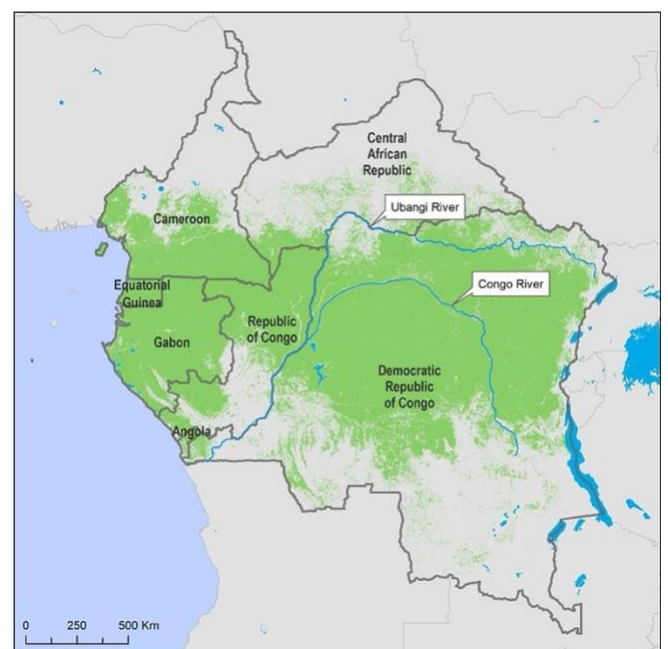 Central
African
Republic
Ubangi River
Cameroon
Congo River
Equatorial
Guinea
Republic
of Congo
Gabon
Democratic
Republic
of Congo
Angola
0 250 500 Km